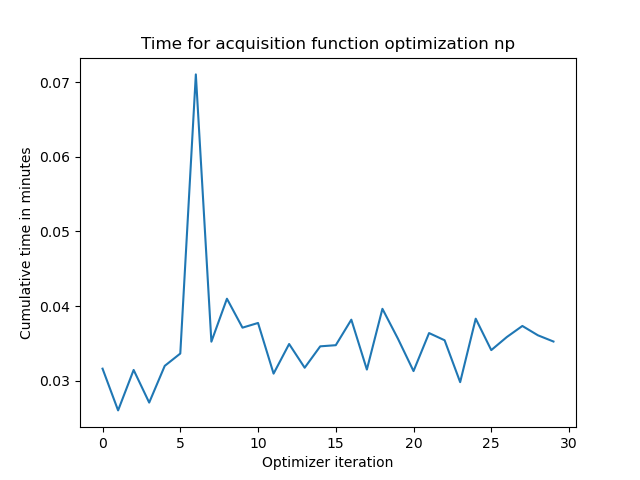 Time for acquisition function optimization np
0.07
0.06
0.05
0.04
0.03
Cumulative time in minutes
0 5 10 15 20 25 30
Optimizer iteration